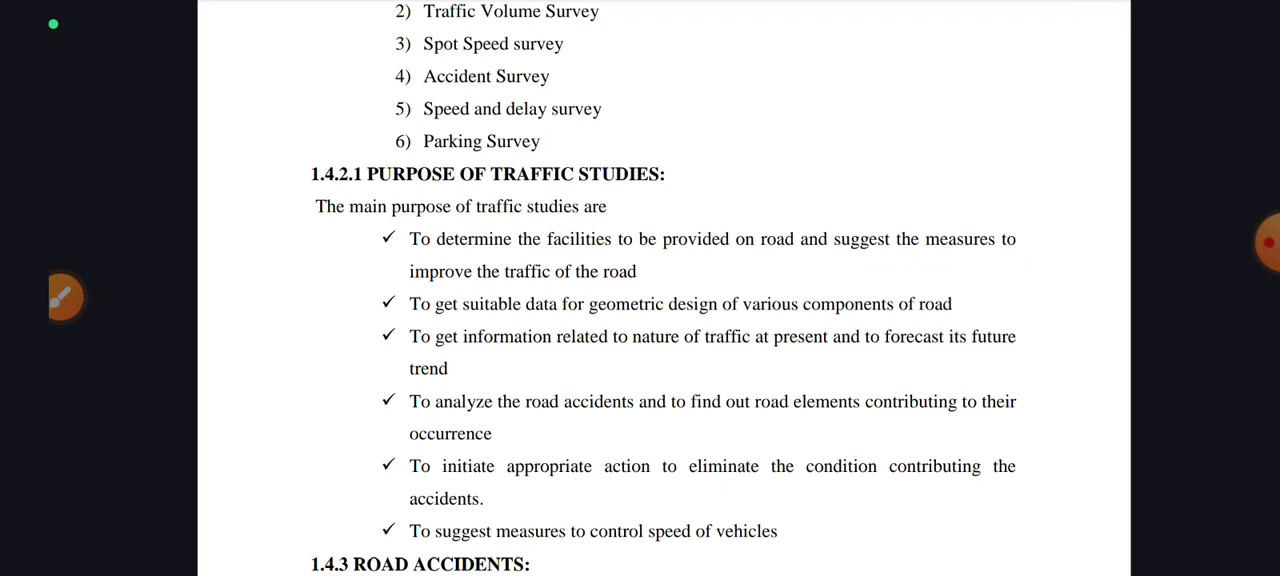 2) Traffic Volume Survey
3) Spot Speed survey
4) Accident Survey
5) Speed and delay survey
6) Parking Survey
1.4.2.1 PURPOSE OF TRAFFIC STUDIES:
The main purpose of traffic studies are
✓ To determine the facilities to be provided on road and suggest the measures to
improve the traffic of the road
✓ To get suitable data for geometric design of various components of road
✓ To get information related to nature of traffic at present and to forecast its future
trend
✓ To analyze the road accidents and to find out road elements contributing to their
occurrence
✓ To initiate appropriate action to eliminate the condition contributing the
accidents.
✓ To suggest measures to control speed of vehicles
1.4.3 ROAD ACCIDENTS: